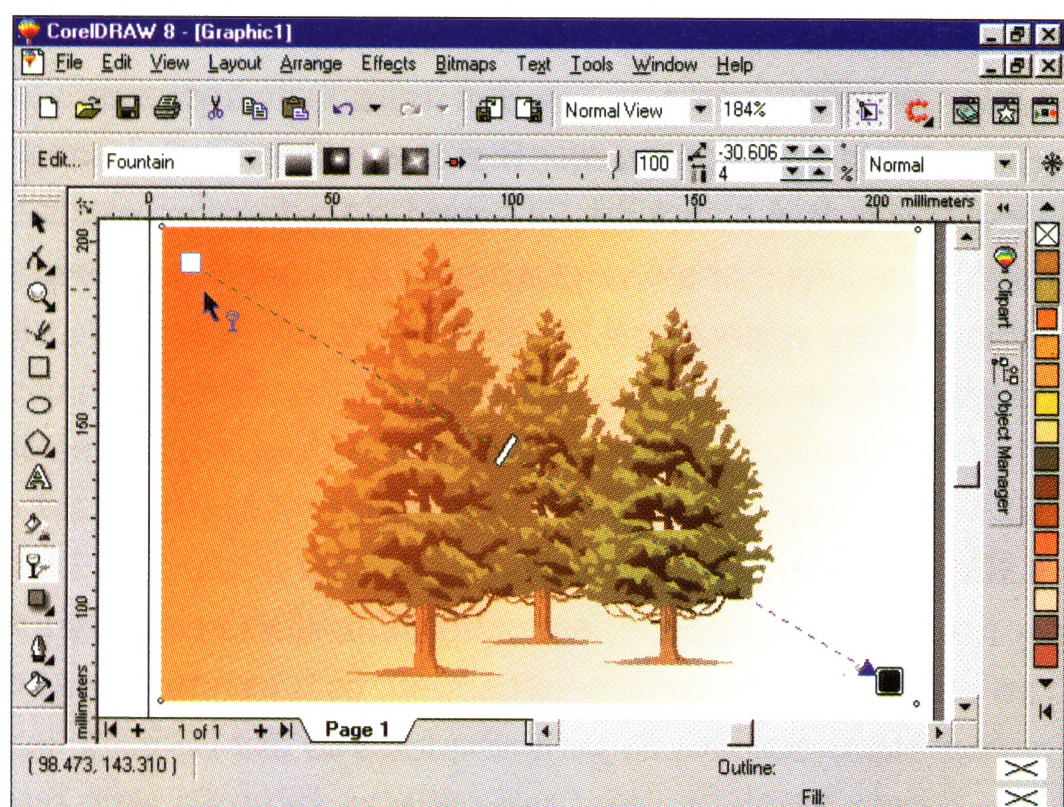 CorelDRAW 8 - [Graphic1]
File Edit View Layout Arrange Effects Bitmaps Text Tools Window Help
Normal View 184%
Edit... Fountain 100 -30.606 ° Normal
4 %
0 50 100 150 200 millimeters
200
150
100
millimeters
Clipart
Object Manager
1 of 1 Page 1
( 98.473, 143.310 ) Outline:
Fill: